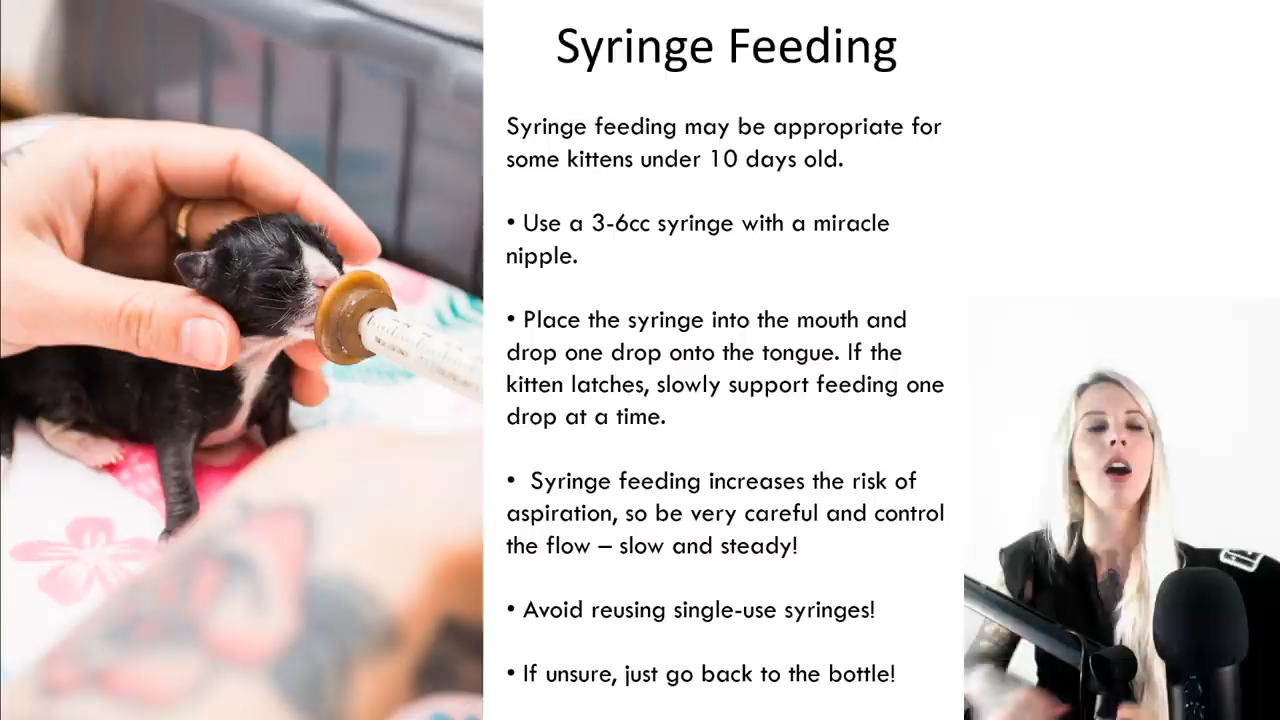 Syringe Feeding
Syringe feeding may be appropriate for
some kittens under 10 days old.
• Use a 3-6cc syringe with a miracle
nipple.
• Place the syringe into the mouth and
drop one drop onto the tongue. If the
kitten latches, slowly support feeding one
drop at a time.
• Syringe feeding increases the risk of
aspiration, so be very careful and control
the flow – slow and steady!
• Avoid reusing single-use syringes!
• If unsure, just go back to the bottle!